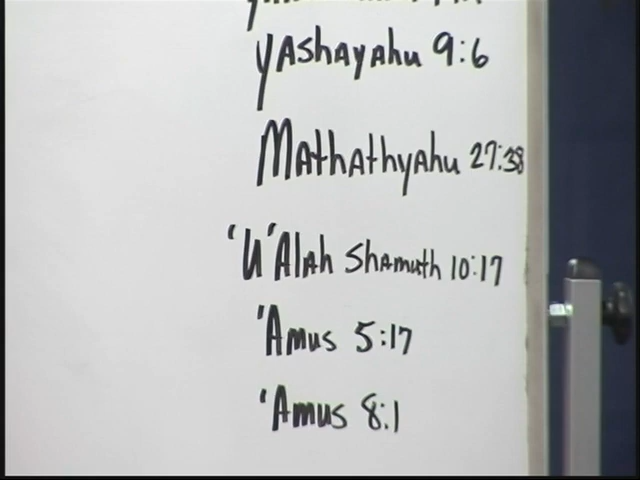 Yashayahu 9:6
Mathathyahu 27:38
'U'Alah Shamuth 10:17
'Amus 5:17
'Amus 8:1